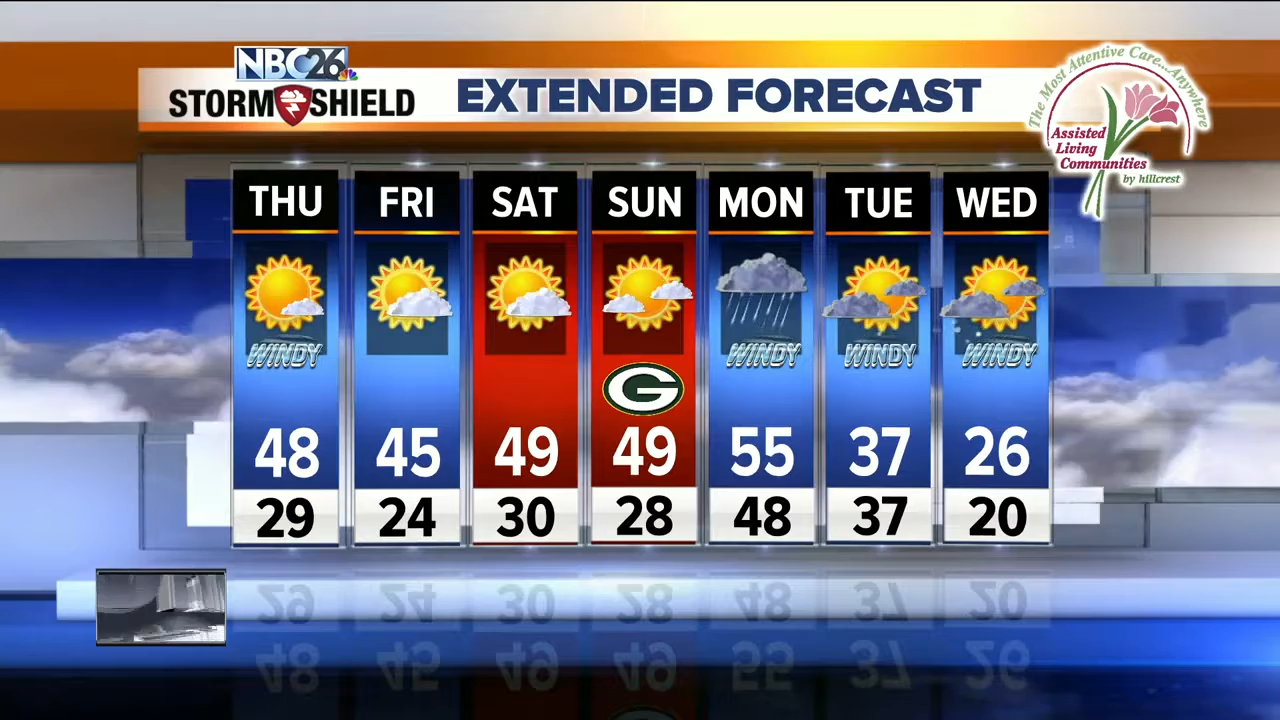 NBC26
STORM SHIELD
EXTENDED FORECAST
The Most Attentive Care...Anywhere
Assisted
Living
Communities
by hillcrest
THU FRI SAT SUN MON TUE WED
WINDY WINDY WINDY WINDY
G
48 45 49 49 55 37 26
29 24 30 28 48 37 20